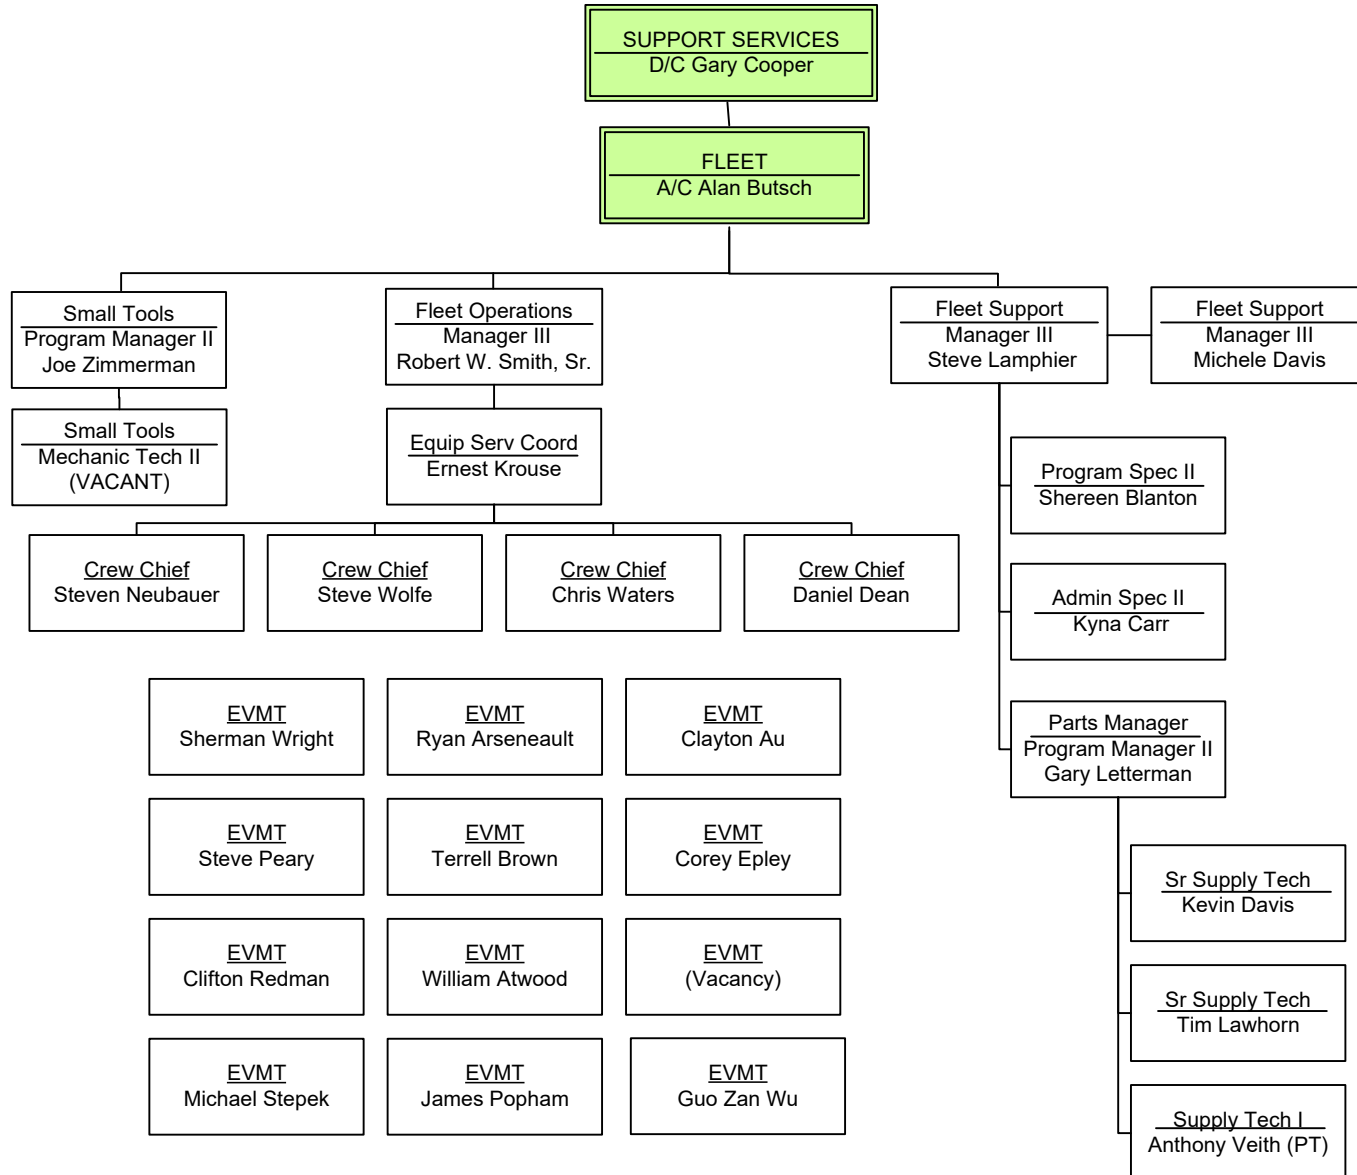 SUPPORT SERVICES
D/C Gary Cooper
FLEET
A/C Alan Butsch
Small Tools
Program Manager II
Joe Zimmerman
Fleet Operations
Manager III
Robert W. Smith, Sr.
Fleet Support
Manager III
Steve Lamphier
Fleet Support
Manager III
Michele Davis
Small Tools
Mechanic Tech II
(VACANT)
Equip Serv Coord
Ernest Krouse
Program Spec II
Shereen Blanton
Crew Chief
Steven Neubauer
Crew Chief
Steve Wolfe
Crew Chief
Chris Waters
Crew Chief
Daniel Dean
Admin Spec II
Kyna Carr
EVMT
Sherman Wright
EVMT
Ryan Arseneault
EVMT
Clayton Au
Parts Manager
Program Manager II
Gary Letterman
EVMT
Steve Peary
EVMT
Terrell Brown
EVMT
Corey Epley
Sr Supply Tech
Kevin Davis
EVMT
Clifton Redman
EVMT
William Atwood
EVMT
(Vacancy)
Sr Supply Tech
Tim Lawhorn
EVMT
Michael Stepek
EVMT
James Popham
EVMT
Guo Zan Wu
Supply Tech I
Anthony Veith (PT)